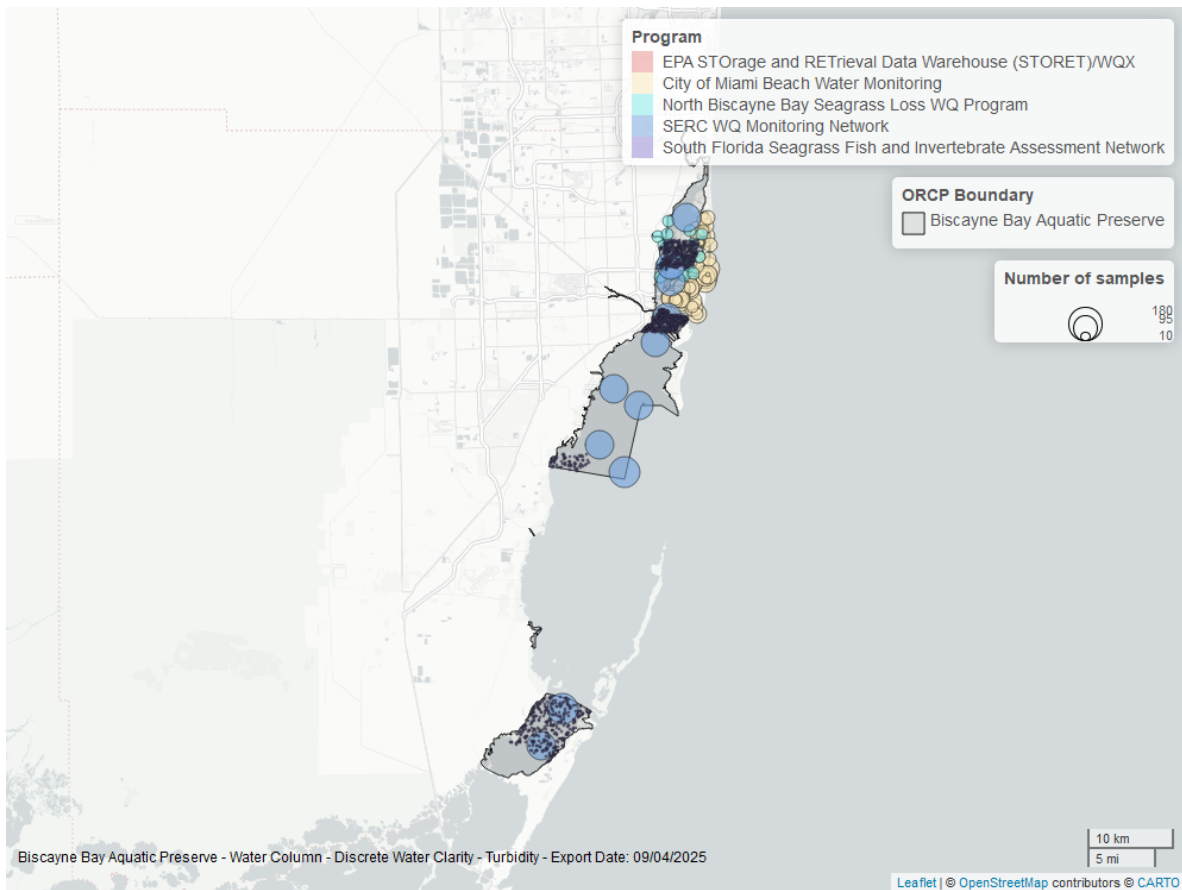 Program
EPA STOrage and RETrieval Data Warehouse (STORET)/WQX
City of Miami Beach Water Monitoring
North Biscayne Bay Seagrass Loss WQ Program
SERC WQ Monitoring Network
South Florida Seagrass Fish and Invertebrate Assessment Network
ORCP Boundary
Biscayne Bay Aquatic Preserve
Number of samples
180
95
10
10 km
5 mi
Biscayne Bay Aquatic Preserve - Water Column - Discrete Water Clarity - Turbidity - Export Date: 09/04/2025
Leaflet | © OpenStreetMap contributors © CARTO